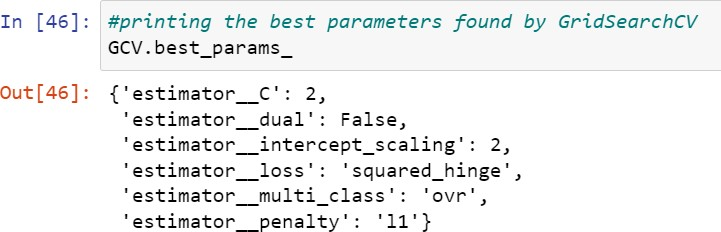 In [46]: #printing the best parameters found by GridSearchCV
GCV.best_params_
Out[46]: {'estimator__C': 2,
'estimator__dual': False,
'estimator__intercept_scaling': 2,
'estimator__loss': 'squared_hinge',
'estimator__multi_class': 'ovr',
'estimator__penalty': 'l1'}